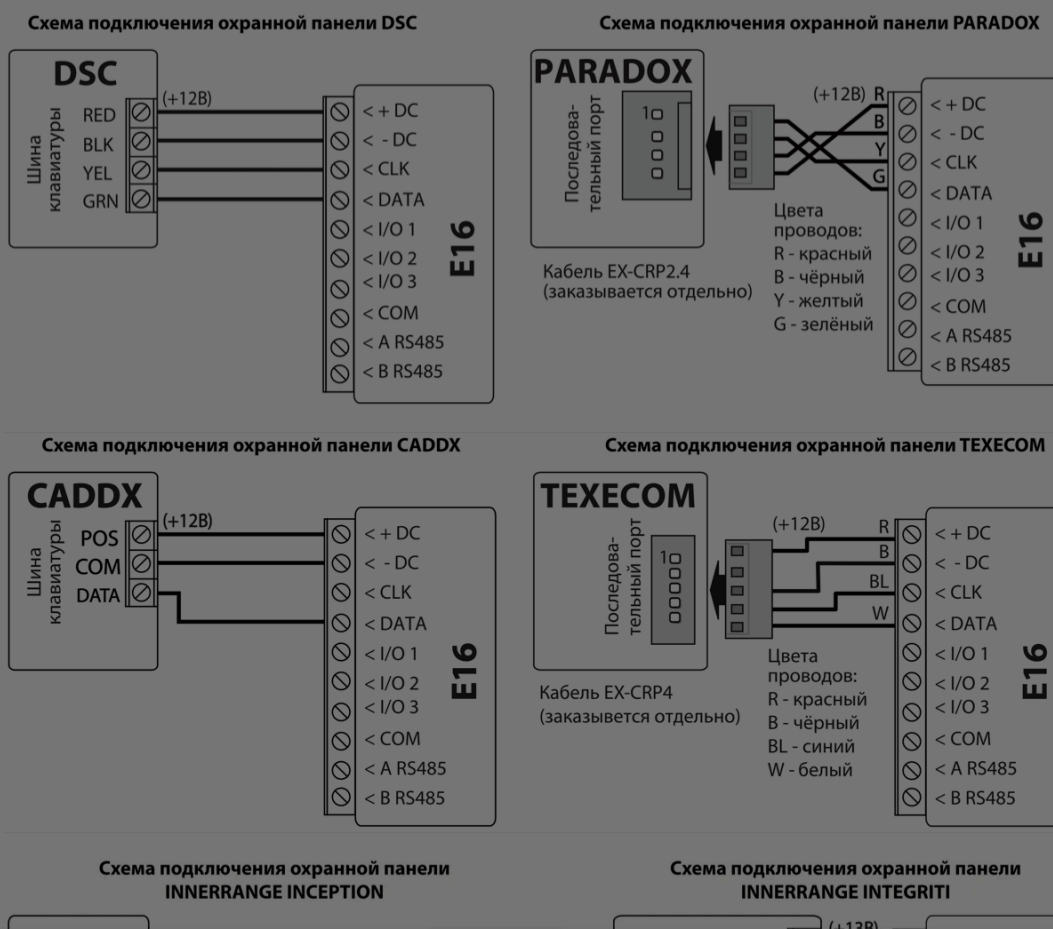 Схема подключения охранной панели DSC
DSC
Шина
клавиатуры
RED
BLK
YEL
GRN
(+12В)
< + DC
< - DC
< CLK
< DATA
< I/O 1
< I/O 2
< I/O 3
< COM
< A RS485
< B RS485
E16
Схема подключения охранной панели PARADOX
PARADOX
Последова-
тельный порт
1
(+12В)
R
B
Y
G
< + DC
< - DC
< CLK
< DATA
< I/O 1
< I/O 2
< I/O 3
< COM
< A RS485
< B RS485
E16
Цвета
проводов:
R - красный
B - чёрный
Y - желтый
G - зелёный
Кабель EX-CRP2.4
(заказывается отдельно)
Схема подключения охранной панели CADDX
CADDX
Шина
клавиатуры
POS
COM
DATA
(+12В)
< + DC
< - DC
< CLK
< DATA
< I/O 1
< I/O 2
< I/O 3
< COM
< A RS485
< B RS485
E16
Схема подключения охранной панели TEXECOM
TEXECOM
Последова-
тельный порт
1
(+12В)
R
B
BL
W
< + DC
< - DC
< CLK
< DATA
< I/O 1
< I/O 2
< I/O 3
< COM
< A RS485
< B RS485
E16
Цвета
проводов:
R - красный
B - чёрный
BL - синий
W - белый
Кабель EX-CRP4
(заказывется отдельно)
Схема подключения охранной панели
INNERRANGE INCEPTION
Схема подключения охранной панели
INNERRANGE INTEGRITI
(+13В)